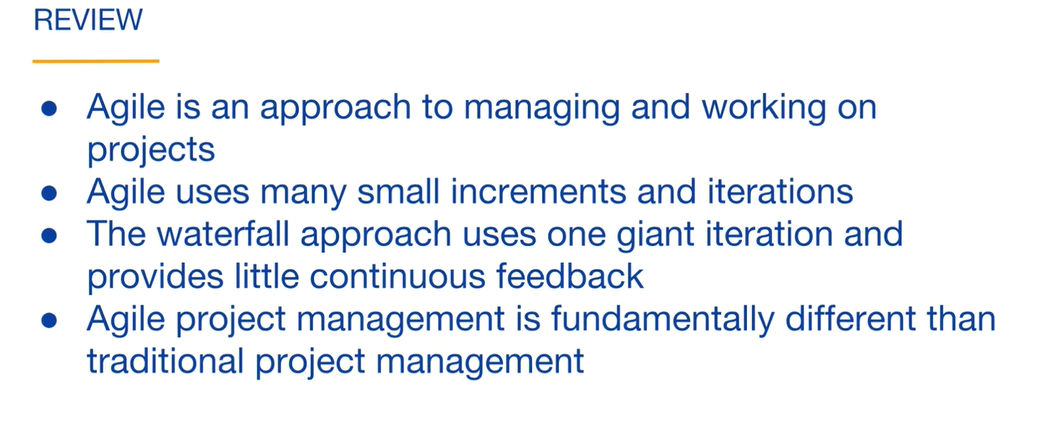 REVIEW
● Agile is an approach to managing and working on
projects
● Agile uses many small increments and iterations
● The waterfall approach uses one giant iteration and
provides little continuous feedback
● Agile project management is fundamentally different than
traditional project management